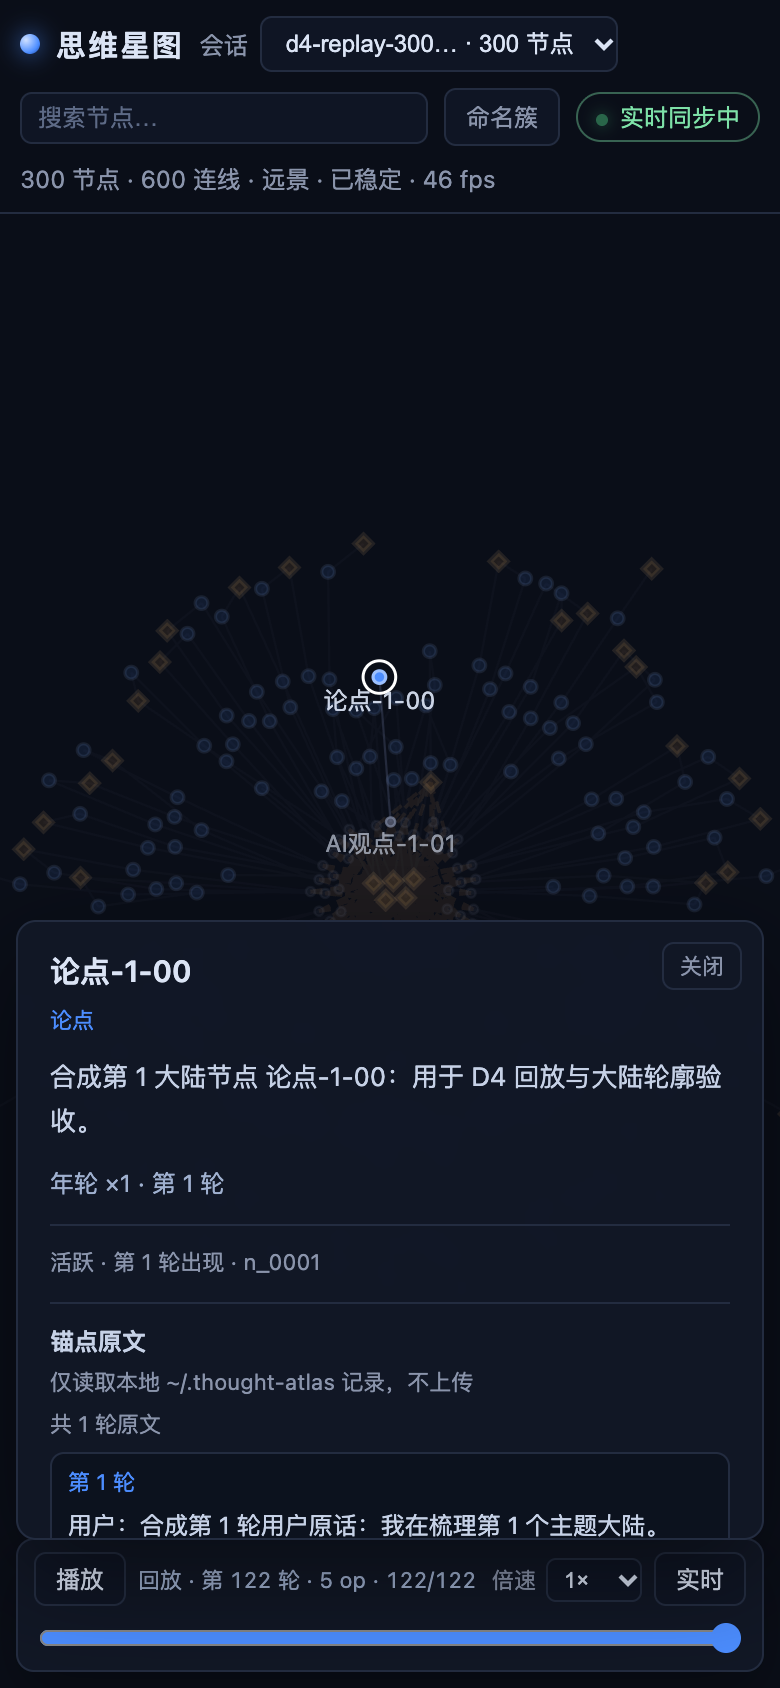 思维星图 会话 d4-replay-300... · 300 节点
搜索节点... 命名簇 实时同步中
300 节点 · 600 连线 · 远景 · 已稳定 · 46 fps
论点-1-00
AI观点-1-01
论点-1-00 关闭
论点
合成第 1 大陆节点 论点-1-00：用于 D4 回放与大陆轮廓验
收。
年轮 ×1 · 第 1 轮
活跃 · 第 1 轮出现 · n_0001
锚点原文
仅读取本地 ~/.thought-atlas 记录，不上传
共 1 轮原文
第 1 轮
用户：合成第 1 轮用户原话：我在梳理第 1 个主题大陆。
播放 回放 · 第 122 轮 · 5 op · 122/122 倍速 1× 实时